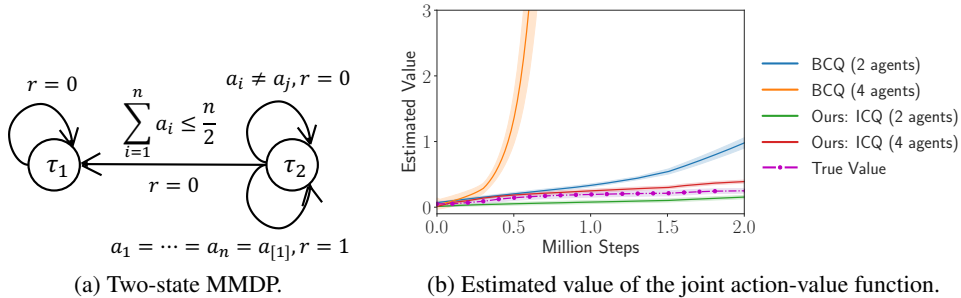 r = 0
a_i ≠ a_j, r = 0
\sum_{i=1}^{n} a_i ≤ \frac{n}{2}
τ_1
τ_2
r = 0
a_1 = ⋯ = a_n = a_{[1]}, r = 1
(a) Two-state MMDP.
Estimated Value
3
2
1
0
0.0 0.5 1.0 1.5 2.0
Million Steps
BCQ (2 agents)
BCQ (4 agents)
Ours: ICQ (2 agents)
Ours: ICQ (4 agents)
True Value
(b) Estimated value of the joint action-value function.